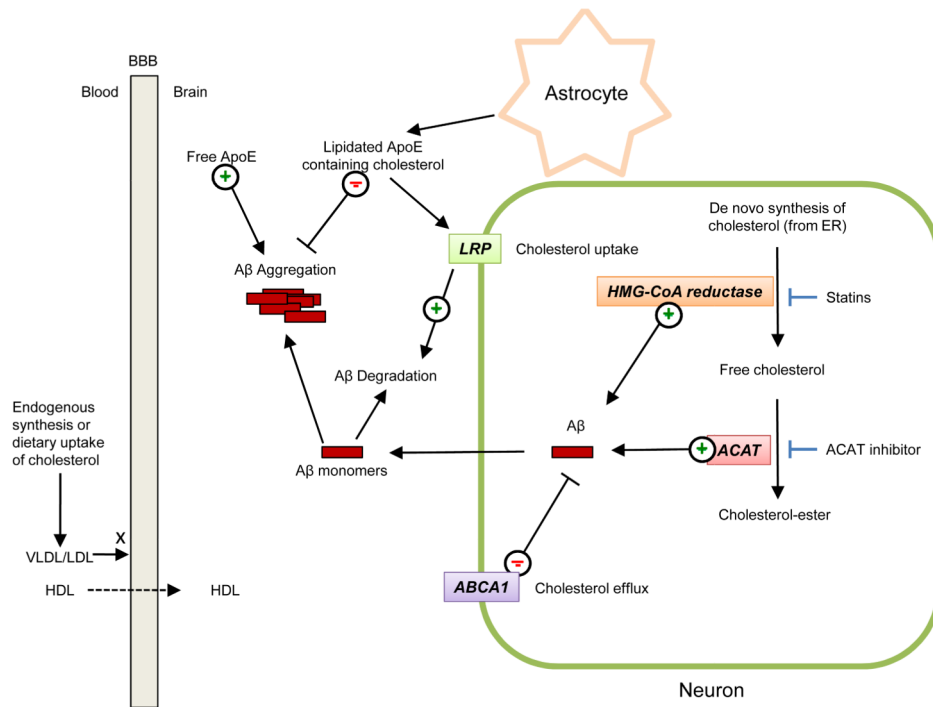 BBB
Blood
Brain
Astrocyte
Free ApoE
+
Lipidated ApoE
containing cholesterol
-
De novo synthesis of
cholesterol (from ER)
LRP
Cholesterol uptake
Aβ Aggregation
HMG-CoA reductase
Statins
+
+
Aβ Degradation
Free cholesterol
Endogenous
synthesis or
dietary uptake
of cholesterol
Aβ
+
ACAT
ACAT inhibitor
Aβ monomers
Cholesterol-ester
X
VLDL/LDL
-
HDL
HDL
ABCA1
Cholesterol efflux
Neuron